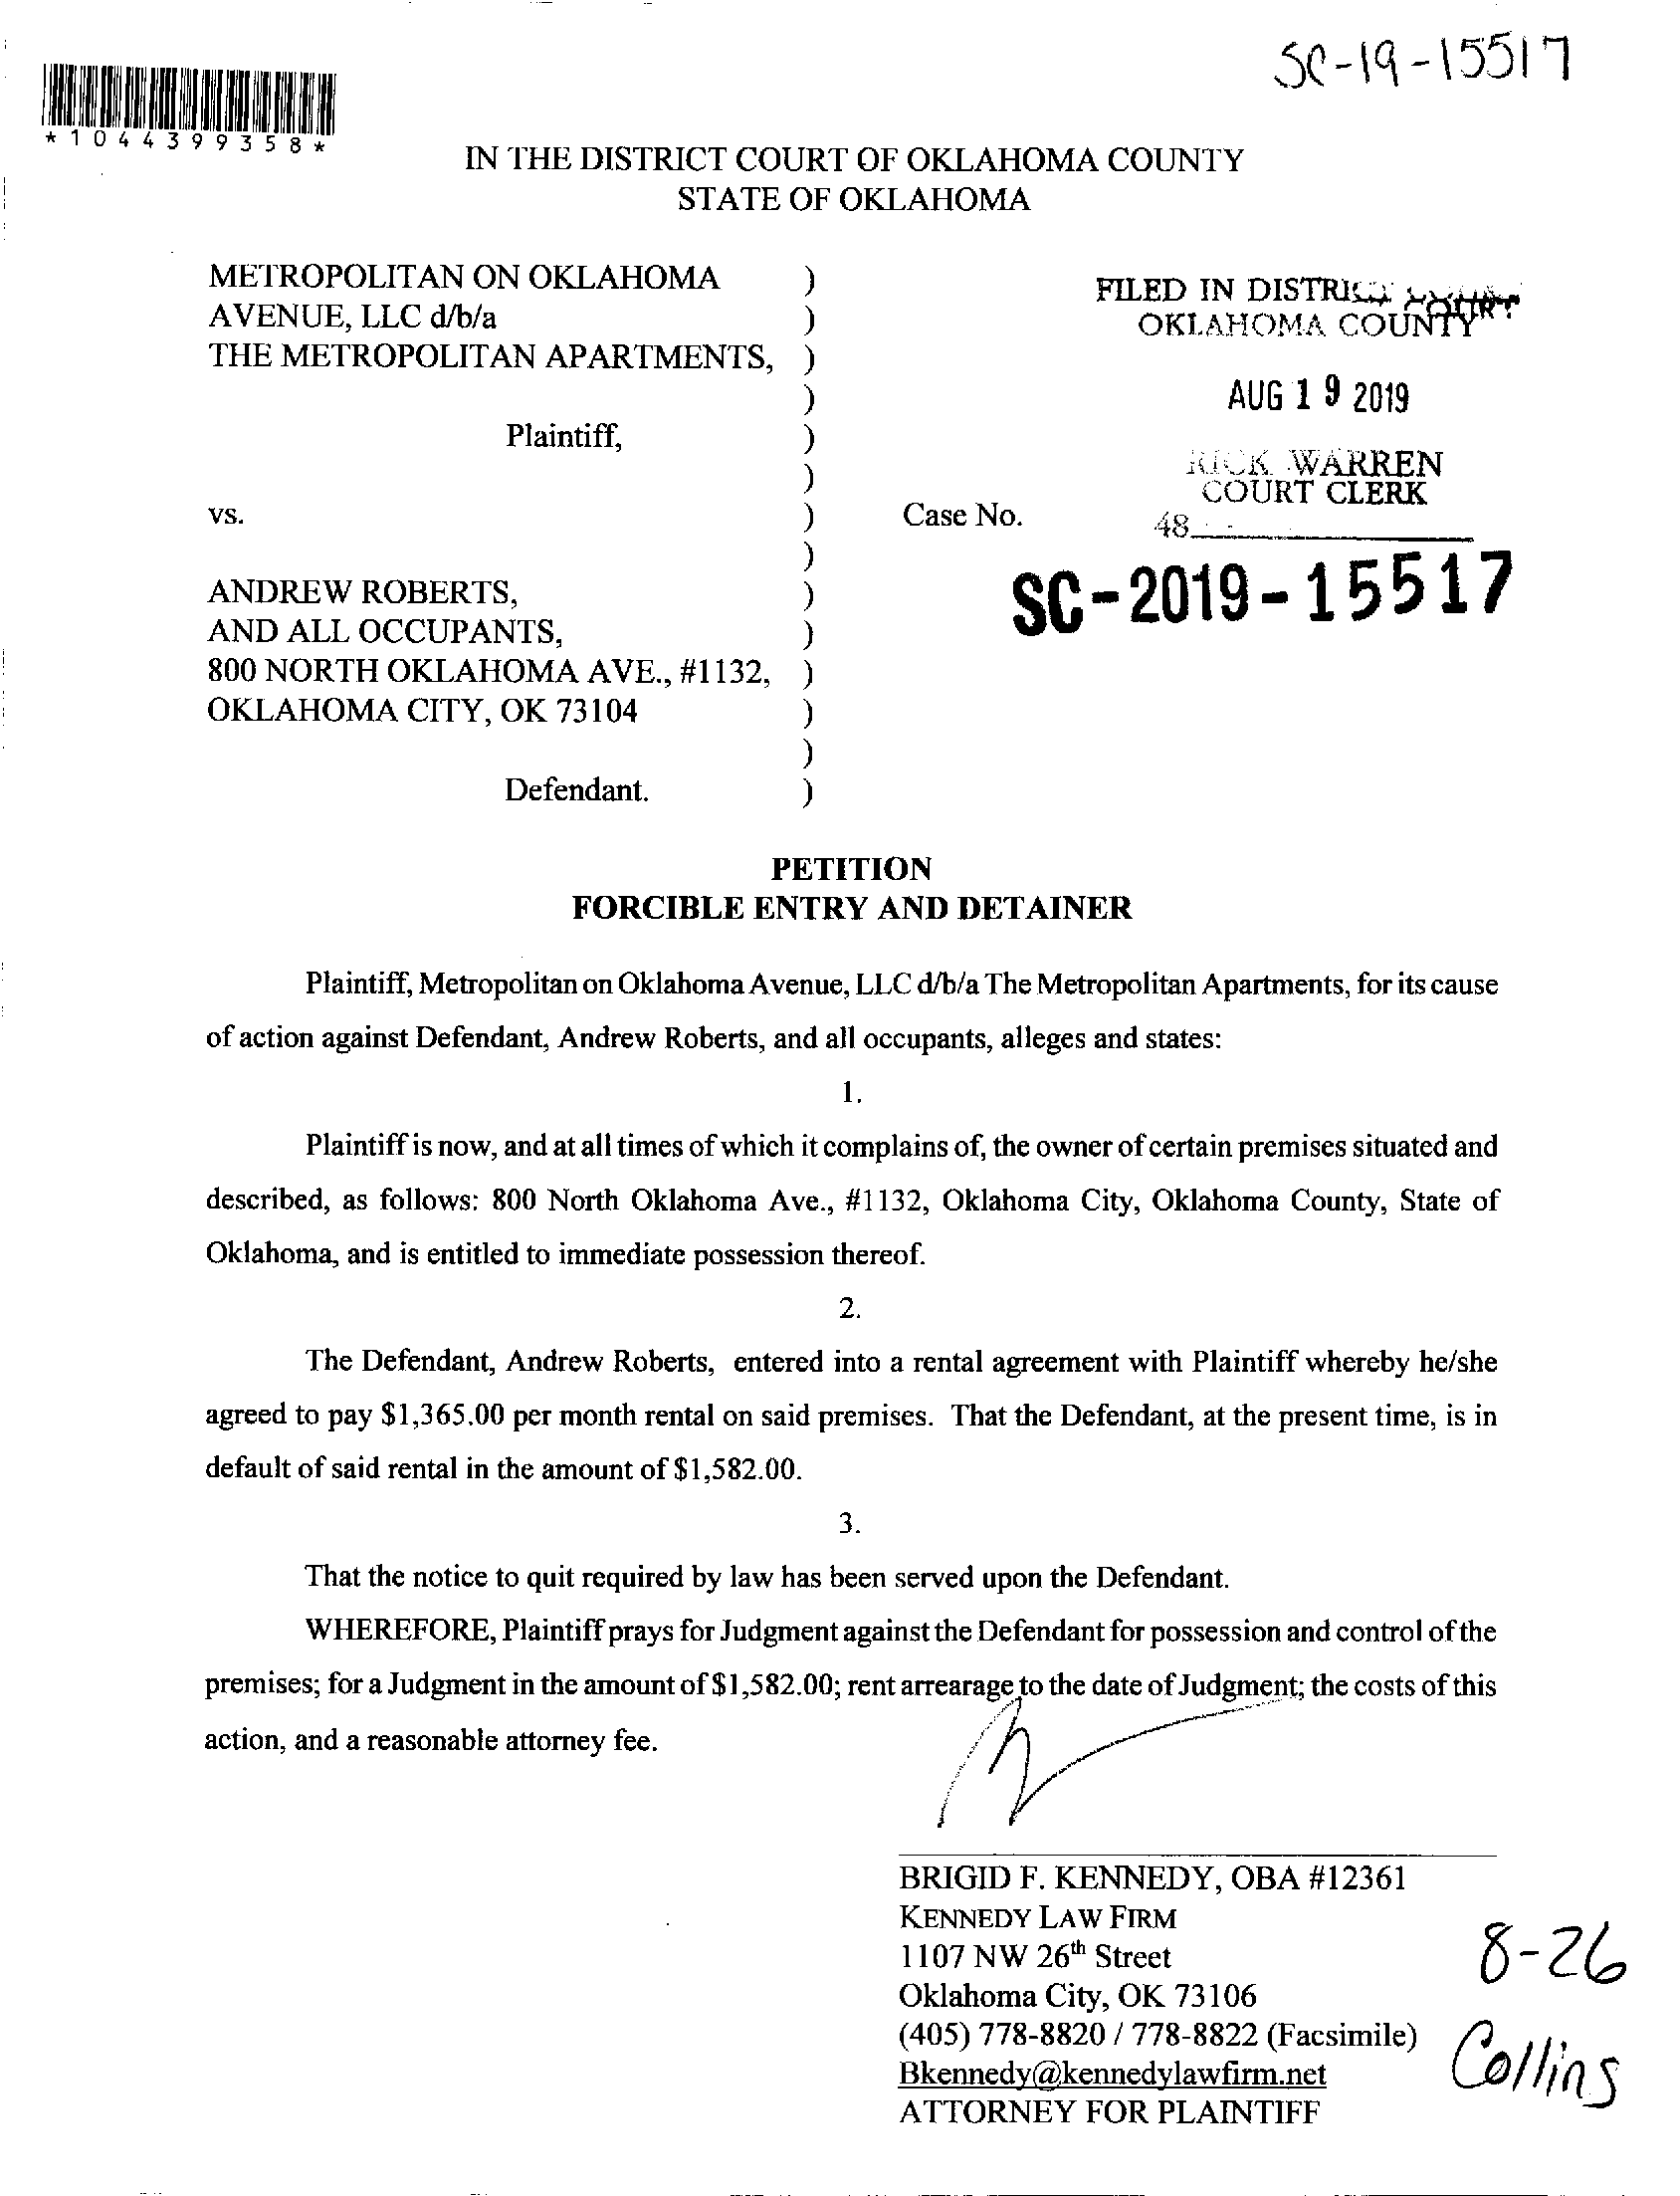 SC-19-15517
*1044399358*
IN THE DISTRICT COURT OF OKLAHOMA COUNTY
STATE OF OKLAHOMA
METROPOLITAN ON OKLAHOMA )
AVENUE, LLC d/b/a )
THE METROPOLITAN APARTMENTS, )
)
Plaintiff, )
)
vs. )
)
ANDREW ROBERTS, )
AND ALL OCCUPANTS, )
800 NORTH OKLAHOMA AVE., #1132, )
OKLAHOMA CITY, OK 73104 )
)
Defendant. )
FILED IN DISTRICT COURT
OKLAHOMA COUNTY
AUG 19 2019
RICK WARREN
COURT CLERK
48
Case No.
SC-2019-15517
PETITION
FORCIBLE ENTRY AND DETAINER
Plaintiff, Metropolitan on Oklahoma Avenue, LLC d/b/a The Metropolitan Apartments, for its cause
of action against Defendant, Andrew Roberts, and all occupants, alleges and states:
1.
Plaintiff is now, and at all times of which it complains of, the owner of certain premises situated and
described, as follows: 800 North Oklahoma Ave., #1132, Oklahoma City, Oklahoma County, State of
Oklahoma, and is entitled to immediate possession thereof.
2.
The Defendant, Andrew Roberts, entered into a rental agreement with Plaintiff whereby he/she
agreed to pay $1,365.00 per month rental on said premises. That the Defendant, at the present time, is in
default of said rental in the amount of $1,582.00.
3.
That the notice to quit required by law has been served upon the Defendant.
WHEREFORE, Plaintiff prays for Judgment against the Defendant for possession and control of the
premises; for a Judgment in the amount of $1,582.00; rent arrearage to the date of Judgment; the costs of this
action, and a reasonable attorney fee.
BRIGID F. KENNEDY, OBA #12361
KENNEDY LAW FIRM
1107 NW 26th Street
Oklahoma City, OK 73106
(405) 778-8820 / 778-8822 (Facsimile)
Bkennedy@kennedylawfirm.net
ATTORNEY FOR PLAINTIFF
8-26
Collins